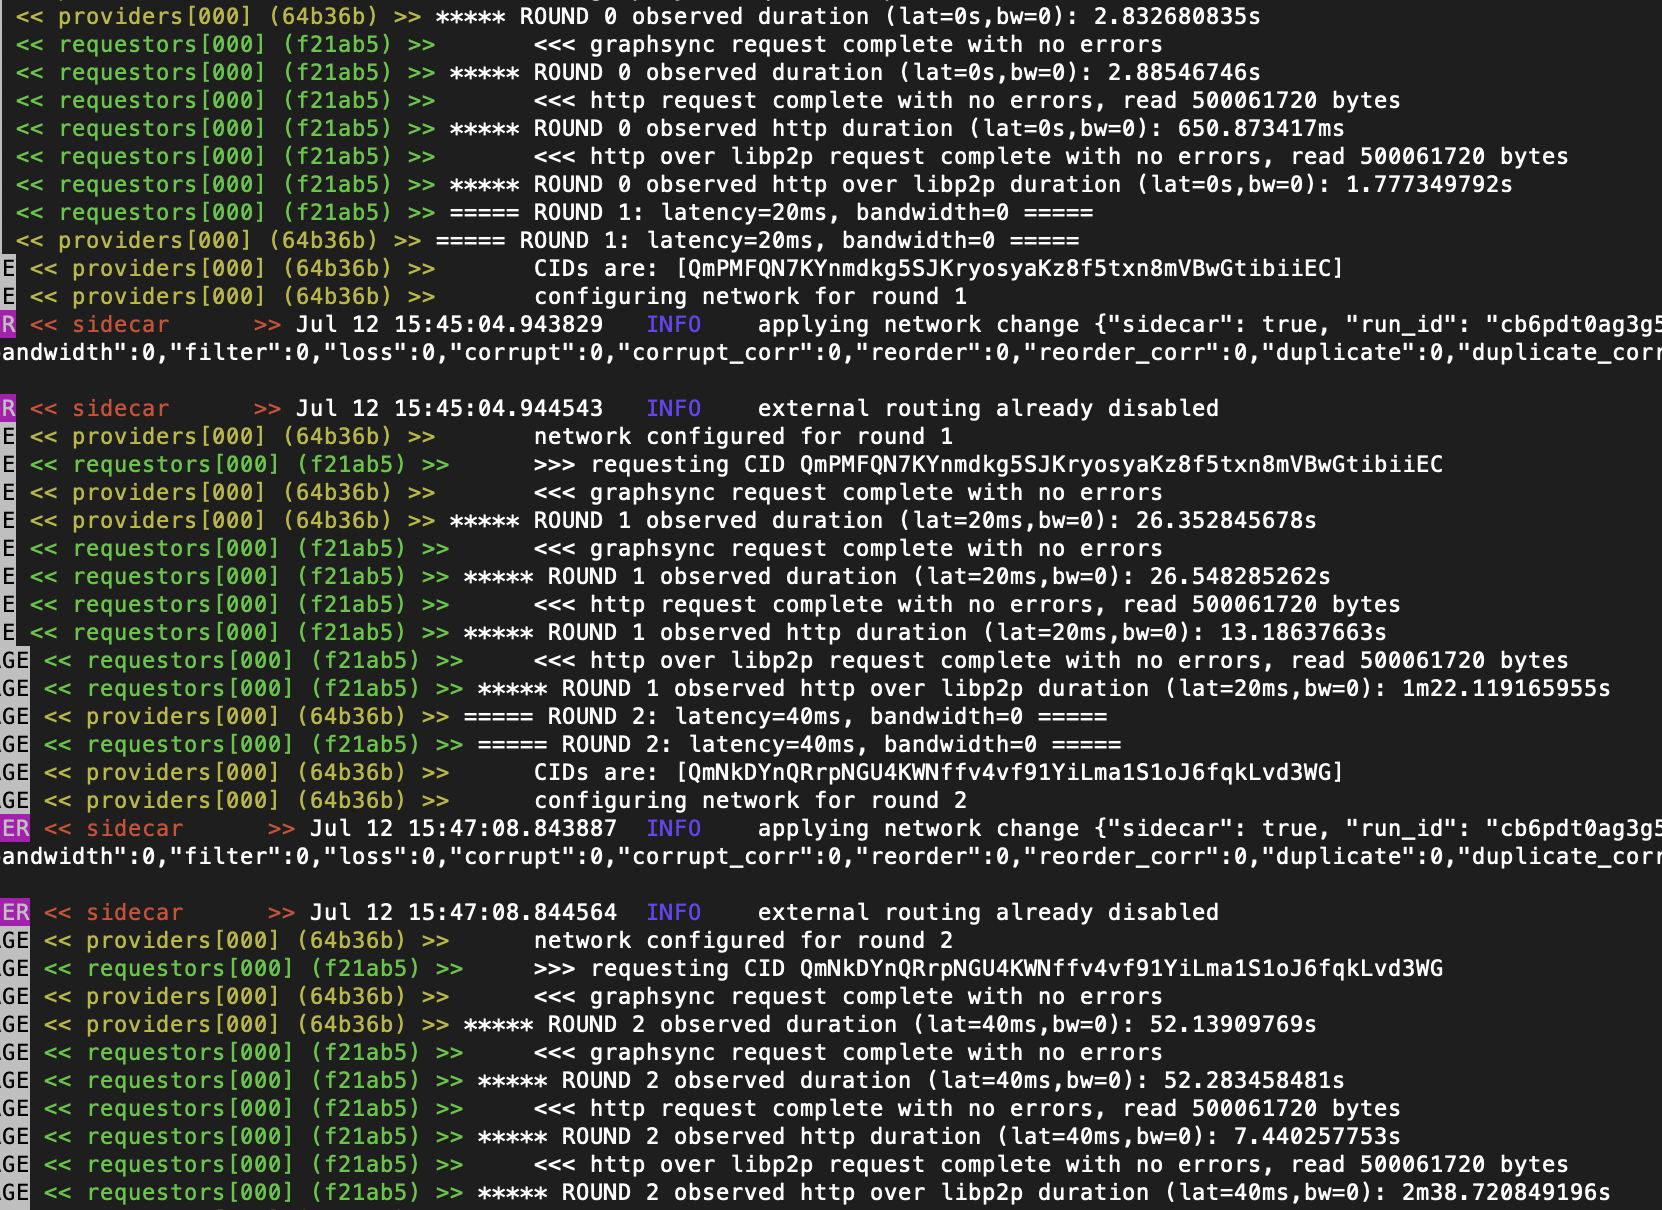 << providers[000] (64b36b) >> ***** ROUND 0 observed duration (lat=0s,bw=0): 2.832680835s
<< requestors[000] (f21ab5) >> <<< graphsync request complete with no errors
<< requestors[000] (f21ab5) >> ***** ROUND 0 observed duration (lat=0s,bw=0): 2.88546746s
<< requestors[000] (f21ab5) >> <<< http request complete with no errors, read 500061720 bytes
<< requestors[000] (f21ab5) >> ***** ROUND 0 observed http duration (lat=0s,bw=0): 650.873417ms
<< requestors[000] (f21ab5) >> <<< http over libp2p request complete with no errors, read 500061720 bytes
<< requestors[000] (f21ab5) >> ***** ROUND 0 observed http over libp2p duration (lat=0s,bw=0): 1.777349792s
<< requestors[000] (f21ab5) >> ===== ROUND 1: latency=20ms, bandwidth=0 =====
<< providers[000] (64b36b) >> ===== ROUND 1: latency=20ms, bandwidth=0 =====
E << providers[000] (64b36b) >> CIDs are: [QmPMFQN7KYnmdkg5SJKryosyaKz8f5txn8mVBwGtibiiEC]
E << providers[000] (64b36b) >> configuring network for round 1
R << sidecar >> Jul 12 15:45:04.943829 INFO applying network change {"sidecar": true, "run_id": "cb6pdt0ag3g5
andwidth":0,"filter":0,"loss":0,"corrupt":0,"corrupt_corr":0,"reorder":0,"reorder_corr":0,"duplicate":0,"duplicate_corr
R << sidecar >> Jul 12 15:45:04.944543 INFO external routing already disabled
E << providers[000] (64b36b) >> network configured for round 1
E << requestors[000] (f21ab5) >> >>> requesting CID QmPMFQN7KYnmdkg5SJKryosyaKz8f5txn8mVBwGtibiiEC
E << providers[000] (64b36b) >> <<< graphsync request complete with no errors
E << providers[000] (64b36b) >> ***** ROUND 1 observed duration (lat=20ms,bw=0): 26.352845678s
E << requestors[000] (f21ab5) >> <<< graphsync request complete with no errors
E << requestors[000] (f21ab5) >> ***** ROUND 1 observed duration (lat=20ms,bw=0): 26.548285262s
E << requestors[000] (f21ab5) >> <<< http request complete with no errors, read 500061720 bytes
E << requestors[000] (f21ab5) >> ***** ROUND 1 observed http duration (lat=20ms,bw=0): 13.18637663s
GE << requestors[000] (f21ab5) >> <<< http over libp2p request complete with no errors, read 500061720 bytes
GE << requestors[000] (f21ab5) >> ***** ROUND 1 observed http over libp2p duration (lat=20ms,bw=0): 1m22.119165955s
GE << providers[000] (64b36b) >> ===== ROUND 2: latency=40ms, bandwidth=0 =====
GE << requestors[000] (f21ab5) >> ===== ROUND 2: latency=40ms, bandwidth=0 =====
GE << providers[000] (64b36b) >> CIDs are: [QmNkDYnQRrpNGU4KWNffv4vf91YiLma1S1oJ6fqkLvd3WG]
GE << providers[000] (64b36b) >> configuring network for round 2
ER << sidecar >> Jul 12 15:47:08.843887 INFO applying network change {"sidecar": true, "run_id": "cb6pdt0ag3g5
andwidth":0,"filter":0,"loss":0,"corrupt":0,"corrupt_corr":0,"reorder":0,"reorder_corr":0,"duplicate":0,"duplicate_corr
ER << sidecar >> Jul 12 15:47:08.844564 INFO external routing already disabled
GE << providers[000] (64b36b) >> network configured for round 2
GE << requestors[000] (f21ab5) >> >>> requesting CID QmNkDYnQRrpNGU4KWNffv4vf91YiLma1S1oJ6fqkLvd3WG
GE << providers[000] (64b36b) >> <<< graphsync request complete with no errors
GE << providers[000] (64b36b) >> ***** ROUND 2 observed duration (lat=40ms,bw=0): 52.13909769s
GE << requestors[000] (f21ab5) >> <<< graphsync request complete with no errors
GE << requestors[000] (f21ab5) >> ***** ROUND 2 observed duration (lat=40ms,bw=0): 52.283458481s
GE << requestors[000] (f21ab5) >> <<< http request complete with no errors, read 500061720 bytes
GE << requestors[000] (f21ab5) >> ***** ROUND 2 observed http duration (lat=40ms,bw=0): 7.440257753s
GE << requestors[000] (f21ab5) >> <<< http over libp2p request complete with no errors, read 500061720 bytes
GE << requestors[000] (f21ab5) >> ***** ROUND 2 observed http over libp2p duration (lat=40ms,bw=0): 2m38.720849196s